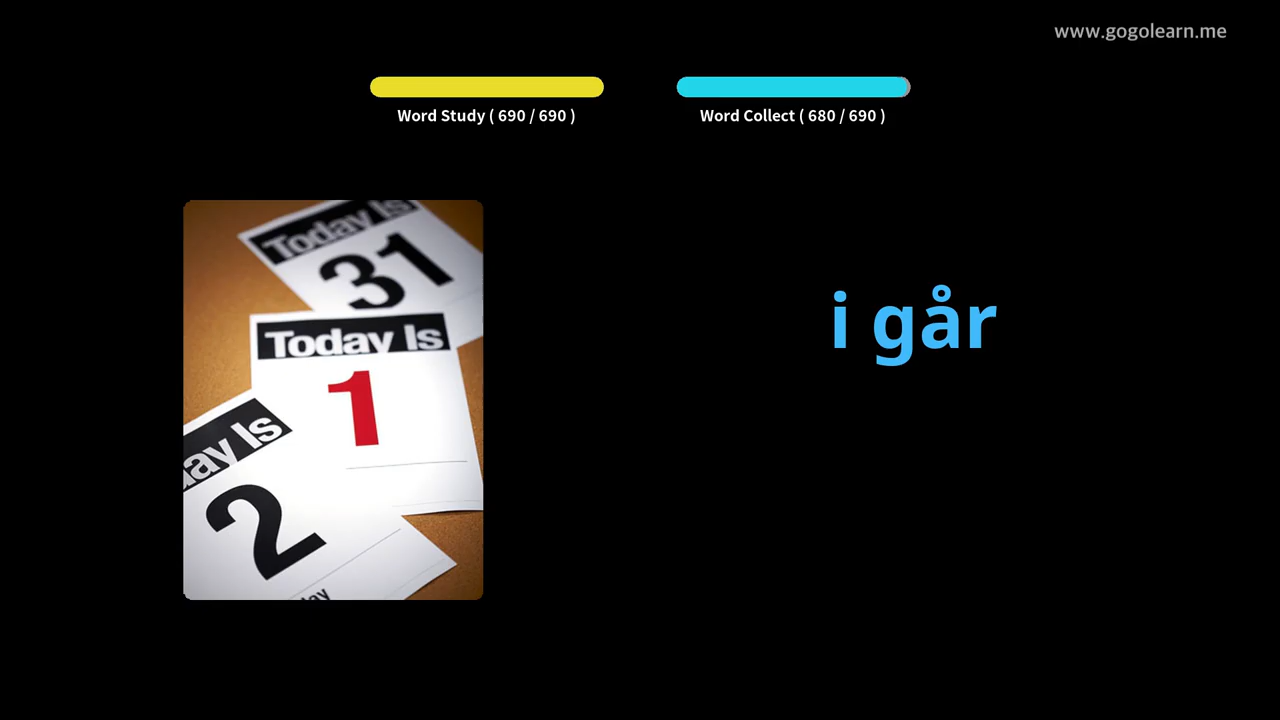 www.gogolearn.me
Word Study ( 690 / 690 )
Word Collect ( 680 / 690 )
Today Is
31
Today Is
1
ay Is
2
ay
i går